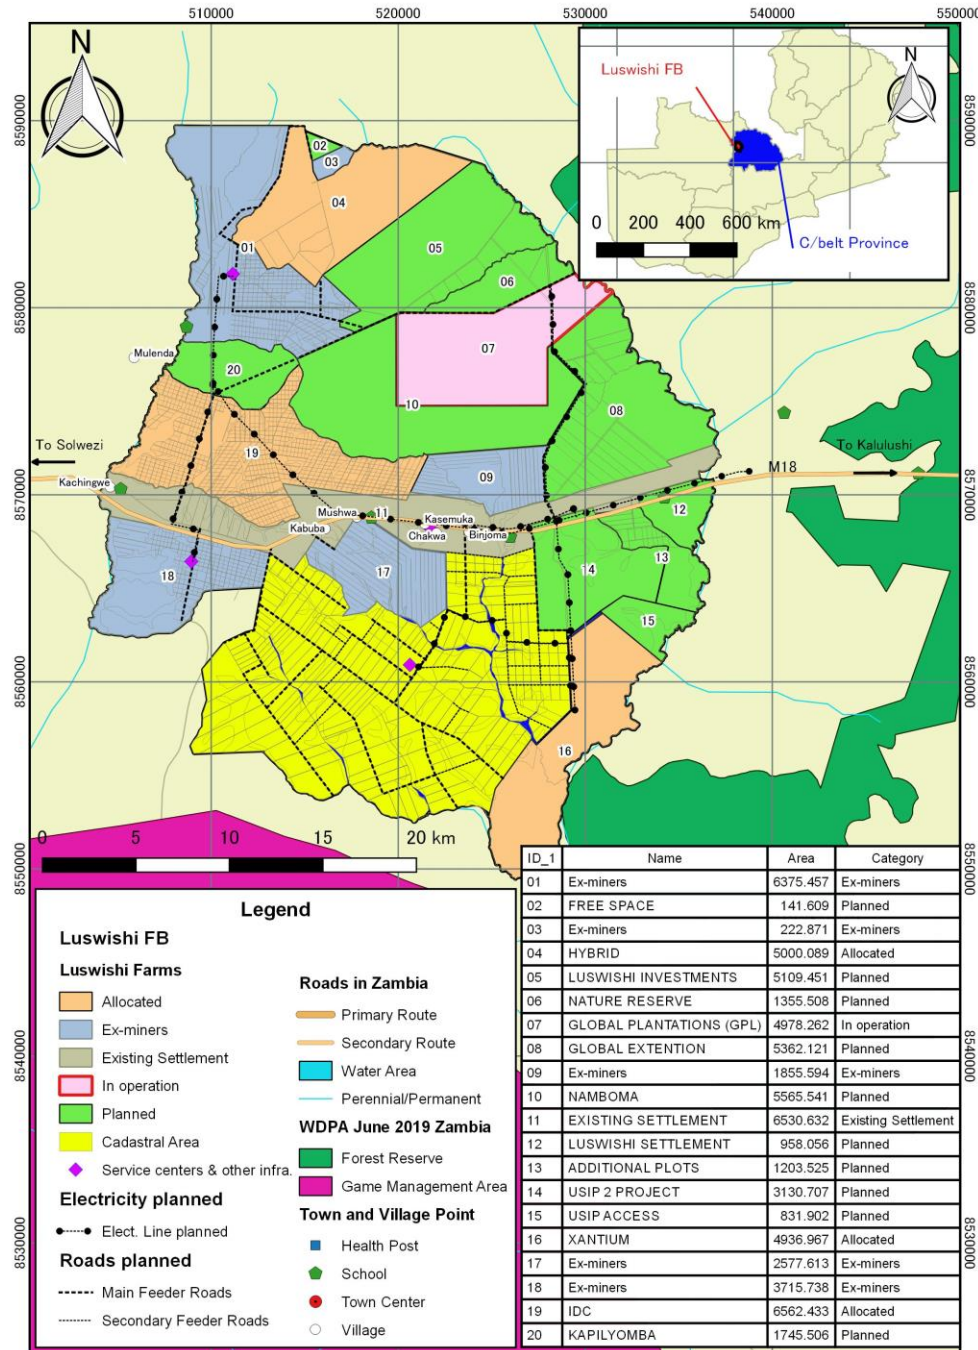 510000 520000 530000 540000 550000
N
8590000
8580000
8570000
8560000
8550000
8540000
8530000
8590000
8580000
8570000
8560000
8550000
8540000
8530000
Luswishi FB
N
0 200 400 600 km
C/belt Province
02
03
04
01
05
06
07
20
Mulenda
08
10
To Solwezi
19
To Kalulushi
09
M18
Kachingwe
Mushwa
11
Kasemuka
12
Kabuba
Chakwa
Binjoma
13
18
17
14
15
16
0 5 10 15 20 km
Legend
Luswishi FB
Luswishi Farms
Allocated
Ex-miners
Existing Settlement
In operation
Planned
Cadastral Area
Service centers & other infra.
Electricity planned
Elect. Line planned
Roads planned
Main Feeder Roads
Secondary Feeder Roads
Roads in Zambia
Primary Route
Secondary Route
Water Area
Perennial/Permanent
WDPA June 2019 Zambia
Forest Reserve
Game Management Area
Town and Village Point
Health Post
School
Town Center
Village
ID_1 Name Area Category
01 Ex-miners 6375.457 Ex-miners
02 FREE SPACE 141.609 Planned
03 Ex-miners 222.871 Ex-miners
04 HYBRID 5000.089 Allocated
05 LUSWISHI INVESTMENTS 5109.451 Planned
06 NATURE RESERVE 1355.508 Planned
07 GLOBAL PLANTATIONS (GPL) 4978.262 In operation
08 GLOBAL EXTENTION 5362.121 Planned
09 Ex-miners 1855.594 Ex-miners
10 NAMBOMA 5565.541 Planned
11 EXISTING SETTLEMENT 6530.632 Existing Settlement
12 LUSWISHI SETTLEMENT 958.056 Planned
13 ADDITIONAL PLOTS 1203.525 Planned
14 USIP 2 PROJECT 3130.707 Planned
15 USIP ACCESS 831.902 Planned
16 XANTIUM 4936.967 Allocated
17 Ex-miners 2577.613 Ex-miners
18 Ex-miners 3715.738 Ex-miners
19 IDC 6562.433 Allocated
20 KAPILYOMBA 1745.506 Planned